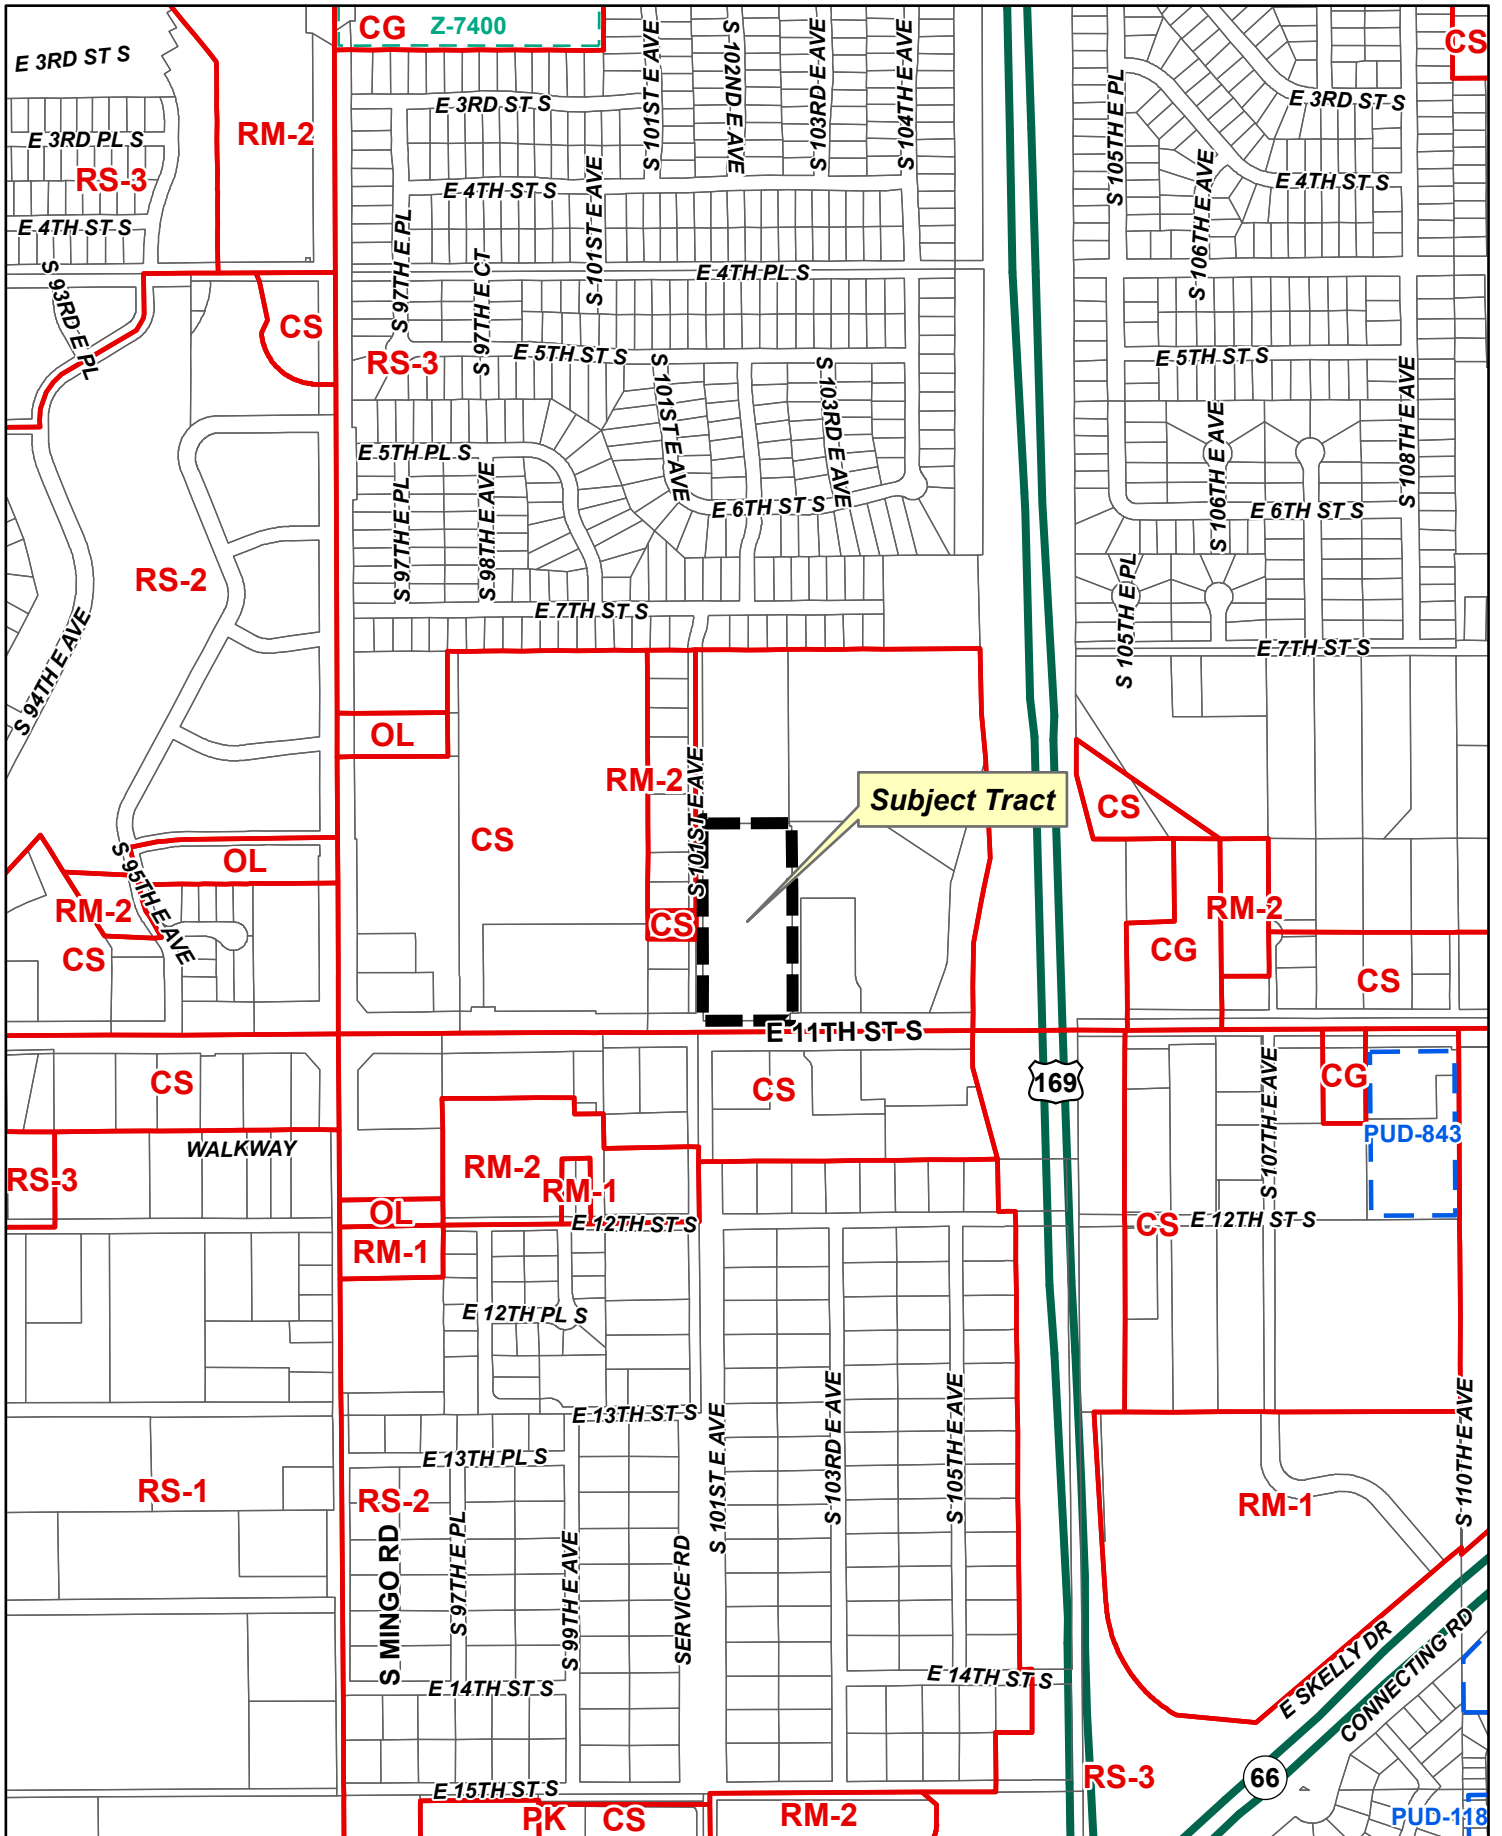 CG
Z-7400
CS
E 3RD ST S
S 101ST E AVE
S 102ND E AVE
S 103RD E AVE
S 104TH E AVE
S 105TH E PL
E 3RD ST S
E 3RD ST S
E 3RD PL S
RM-2
RS-3
E 4TH ST S
E 4TH ST S
E 4TH ST S
S 106TH E AVE
S 101ST E AVE
S 97TH E PL
S 97TH E CT
E 4TH PL S
S 93RD E PL
CS
RS-3
E 5TH ST S
E 5TH ST S
S 101ST E AVE
S 103RD E AVE
S 108TH E AVE
S 106TH E AVE
E 5TH PL S
S 97TH E PL
S 98TH E AVE
E 6TH ST S
E 6TH ST S
RS-2
S 94TH E AVE
E 7TH ST S
S 105TH E PL
E 7TH ST S
OL
RM-2
S 101ST E AVE
Subject Tract
CS
CS
OL
S 95TH E AVE
RM-2
CS
CS
RM-2
CG
CS
E 11TH ST S
169
CS
CS
CG
S 107TH E AVE
PUD-843
WALKWAY
RS-3
RM-2
RM-1
OL
E 12TH ST S
CS
E 12TH ST S
RM-1
E 12TH PL S
E 13TH ST S
S 101ST E AVE
S 103RD E AVE
S 105TH E AVE
S 110TH E AVE
E 13TH PL S
RS-1
RS-2
RM-1
S MINGO RD
S 97TH E PL
S 99TH E AVE
SERVICE RD
E 14TH ST S
E 14TH ST S
E SKELLY DR
CONNECTING RD
66
RS-3
E 15TH ST S
PK
CS
RM-2
PUD-118